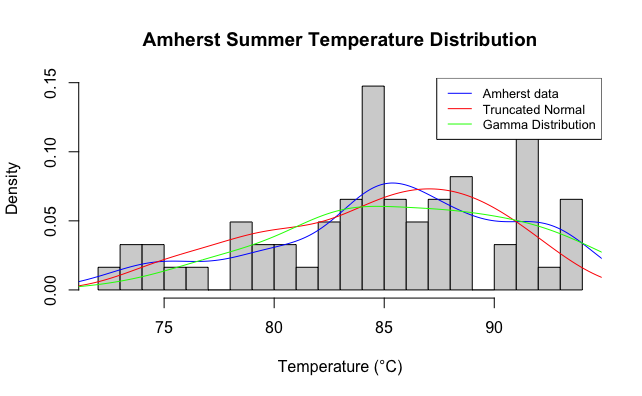 Amherst Summer Temperature Distribution
Amherst data
Truncated Normal
Gamma Distribution
Density
0.15
0.10
0.05
0.00
75 80 85 90
Temperature (°C)